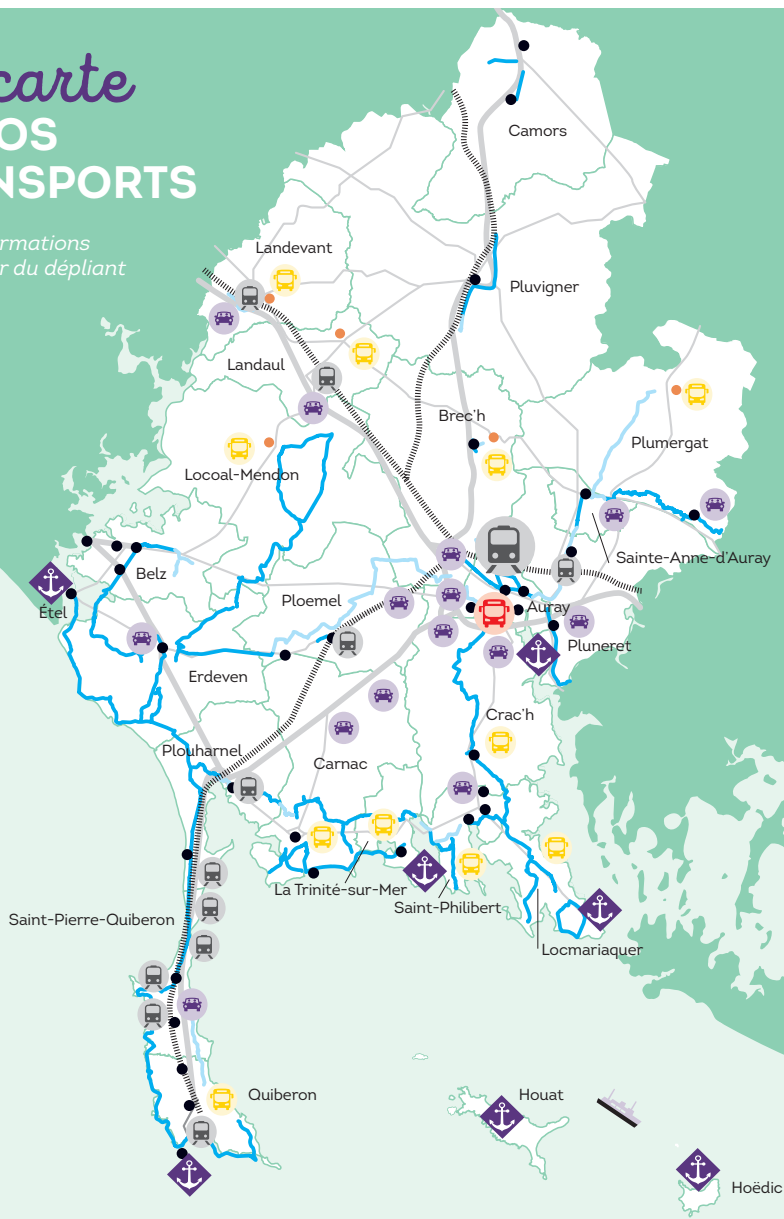 carte
OS
NSPORTS
rmations
r du dépliant
Camors
Landevant
Pluvigner
Landaul
Brec'h
Plumergat
Locoal-Mendon
Sainte-Anne-d'Auray
Belz
Ploemel
Auray
Étel
Pluneret
Erdeven
Crac'h
Plouharnel
Carnac
La Trinité-sur-Mer
Saint-Philibert
Saint-Pierre-Quiberon
Locmariaquer
Quiberon
Houat
Hoëdic